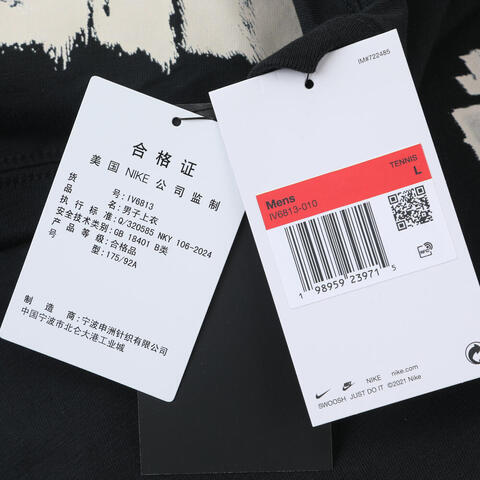 合格证
美国 NIKE 公司监制
货 号: IV6813
品 名: 男子上衣
执行标准: Q/320585 NKY 106-2024
安全技术类别: GB 18401 B类
等 级: 合格品
型: 175/92A
制造商: 宁波申洲针织有限公司
中国宁波市北仑大港工业城
IM#722485
TENNIS
L
Mens
IV6813-010
1 98959 23971 5
NIKE nike.com
SWOOSH JUST DO IT ©2021 Nike